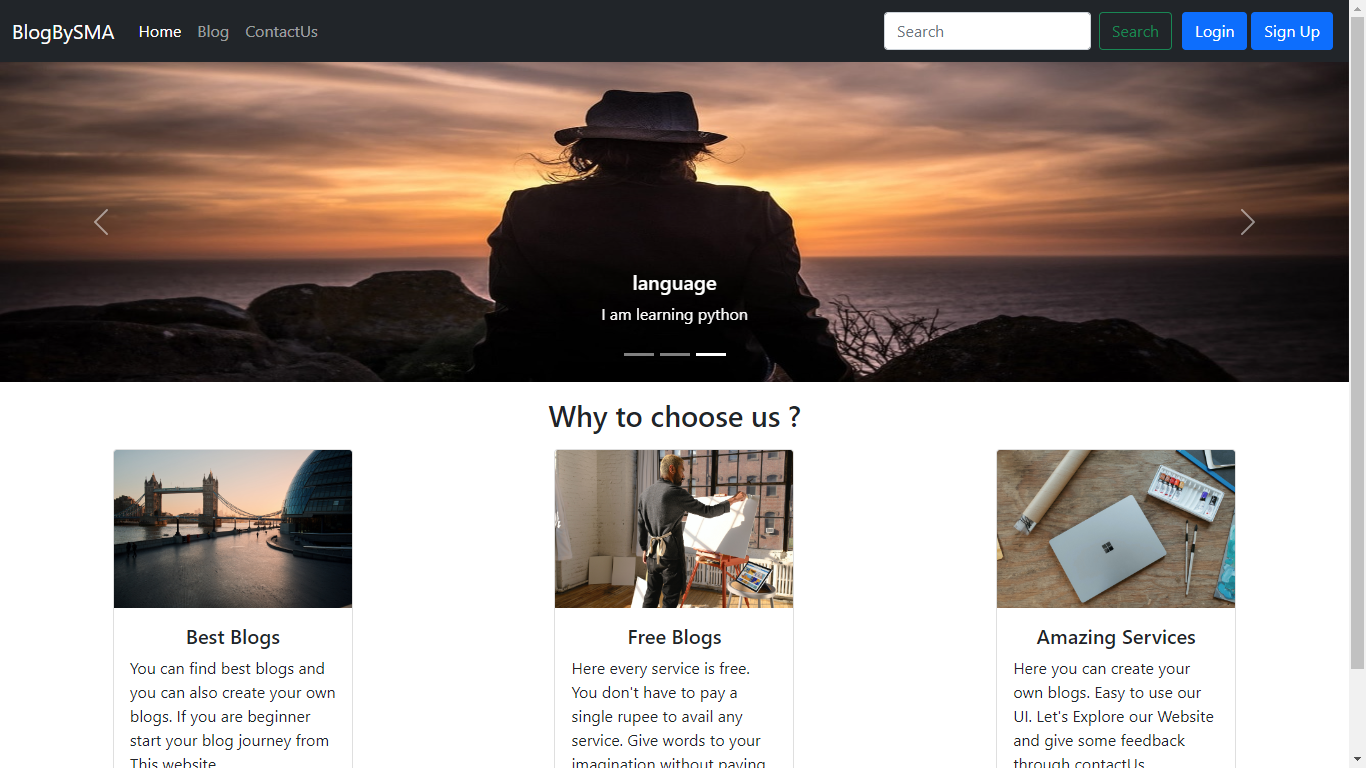 BlogBySMA Home Blog ContactUs Search Search Login Sign Up
language
I am learning python
Why to choose us ?
Best Blogs
You can find best blogs and
you can also create your own
blogs. If you are beginner
start your blog journey from
This website
Free Blogs
Here every service is free.
You don't have to pay a
single rupee to avail any
service. Give words to your
imagination without paying
Amazing Services
Here you can create your
own blogs. Easy to use our
UI. Let's Explore our Website
and give some feedback
through contactUs